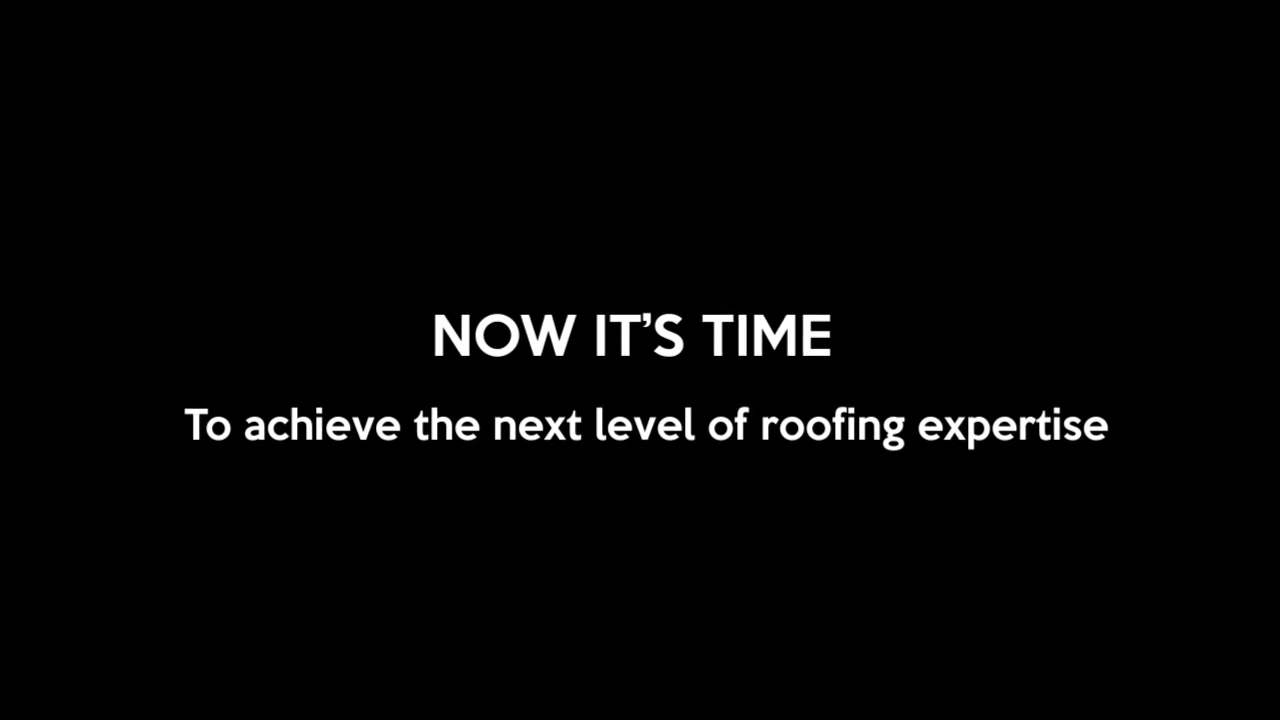 NOW IT’S TIME
To achieve the next level of roofing expertise